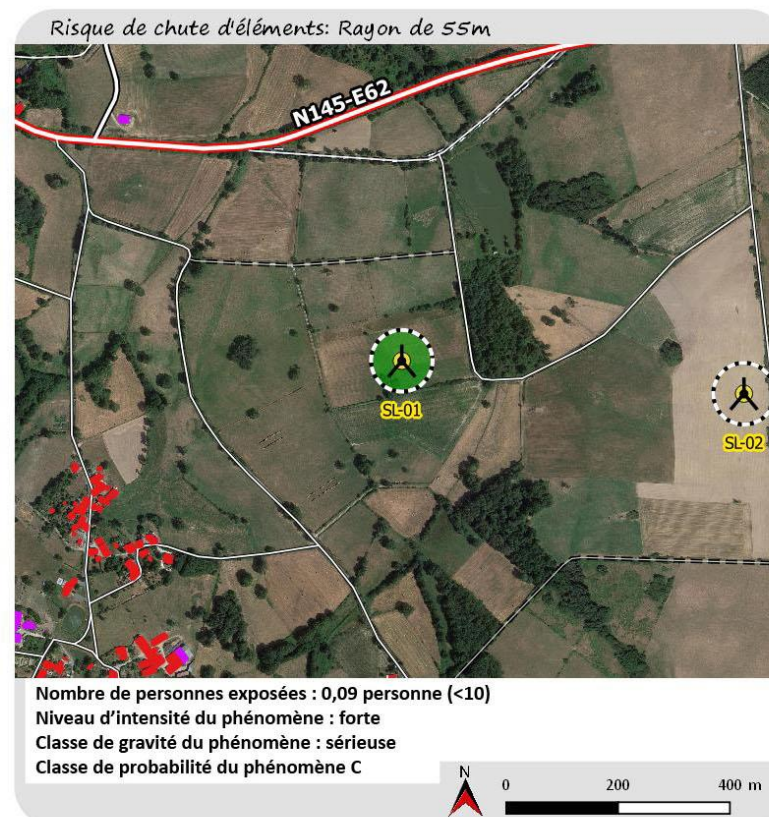 Risque de chute d'éléments: Rayon de 55m
N145-E62
SL-01
SL-02
Nombre de personnes exposées : 0,09 personne (<10)
Niveau d'intensité du phénomène : forte
Classe de gravité du phénomène : sérieuse
Classe de probabilité du phénomène C
N
0 200 400 m